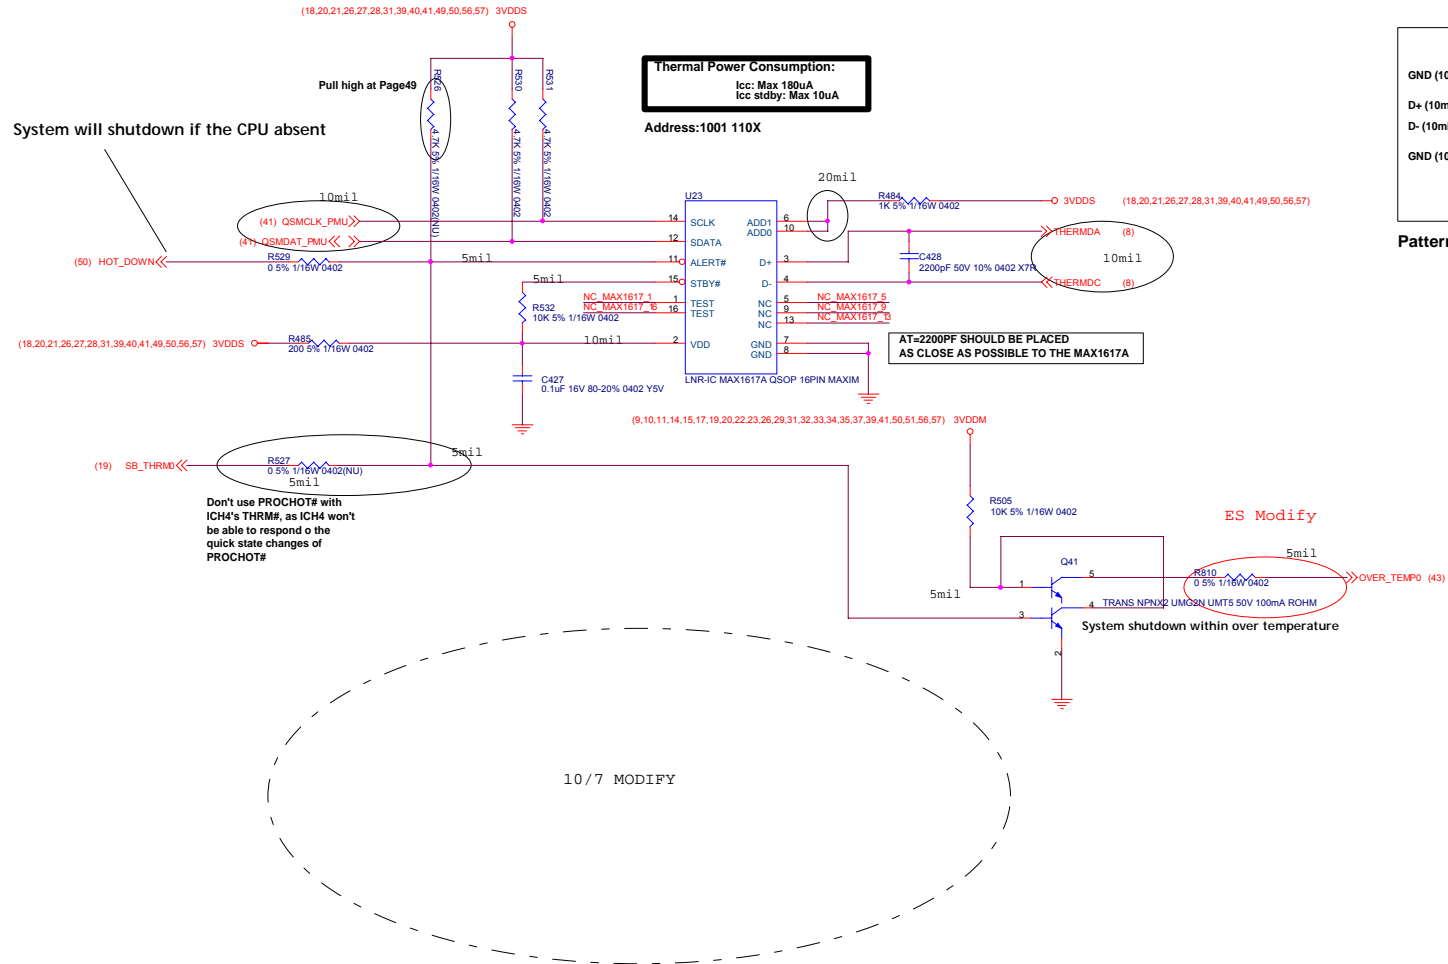 (18,20,21,26,27,28,31,39,40,41,49,50,56,57) 3VDDS
Pull high at Page49
R526
4.7K 5% 1/16W 0402(NU)
R530
4.7K 5% 1/16W 0402
R531
4.7K 5% 1/16W 0402
Thermal Power Consumption:
Icc: Max 180uA
Icc stdby: Max 10uA
Address:1001 110X
GND (10
D+ (10m
D- (10mi
GND (10
Pattern
System will shutdown if the CPU absent
10mil
(41) QSMCLK_PMU
(41) QSMDAT_PMU
(50) HOT_DOWN
R529
0 5% 1/16W 0402
5mil
5mil
R532
10K 5% 1/16W 0402
NC_MAX1617_1
NC_MAX1617_16
(18,20,21,26,27,28,31,39,40,41,49,50,56,57) 3VDDS
R485
200 5% 1/16W 0402
10mil
C427
0.1uF 16V 80-20% 0402 Y5V
U23
14 SCLK
12 SDATA
11 ALERT#
15 STBY#
1 TEST
16 TEST
2 VDD
ADD1 6
ADD0 10
D+ 3
D- 4
NC 5
NC 9
NC 13
GND 7
GND 8
LNR-IC MAX1617A QSOP 16PIN MAXIM
20mil
R484
1K 5% 1/16W 0402
3VDDS (18,20,21,26,27,28,31,39,40,41,49,50,56,57)
THERMDA (8)
10mil
C428
2200pF 50V 10% 0402 X7R
THERMDC (8)
NC_MAX1617_5
NC_MAX1617_9
NC_MAX1617_13
AT=2200PF SHOULD BE PLACED
AS CLOSE AS POSSIBLE TO THE MAX1617A
(9,10,11,14,15,17,19,20,22,23,26,29,31,32,33,34,35,37,39,41,50,51,56,57) 3VDDM
(19) SB_THRM0
R527
0 5% 1/16W 0402(NU)
5mil
5mil
Don't use PROCHOT# with
ICH4's THRM#, as ICH4 won't
be able to respond o the
quick state changes of
PROCHOT#
R505
10K 5% 1/16W 0402
5mil
Q41
1
3
5
4
2
TRANS NPNX2 UMG2N UMT5 50V 100mA ROHM
System shutdown within over temperature
ES Modify
5mil
R810
0 5% 1/16W 0402
OVER_TEMP0 (43)
10/7 MODIFY